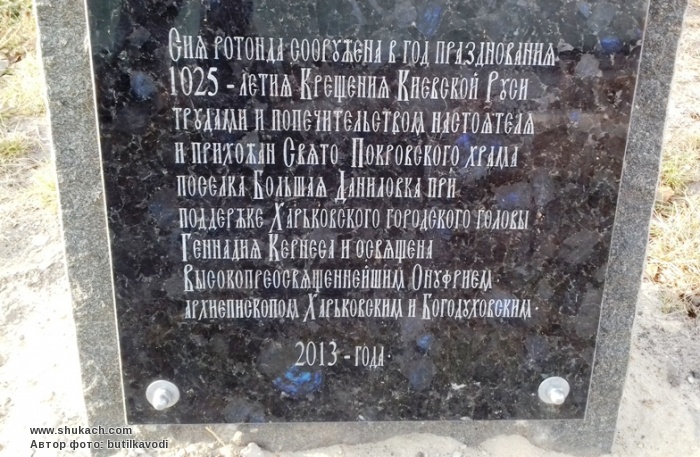 Сия ротонда сооружена в год празднования
1025 - летия Крещения Киевской Руси
трудами и попечительством настоятеля
и прихожан Свято Покровского храма
поселка Большая Даниловка при
поддержке Харьковского городского головы
Геннадия Кернеса и освящена
Высокопреосвященнейшим Онуфрием
архиепископом Харьковским и Богодуховским.
2013 - года.
www.shukach.com
Автор фото: butilkavodi